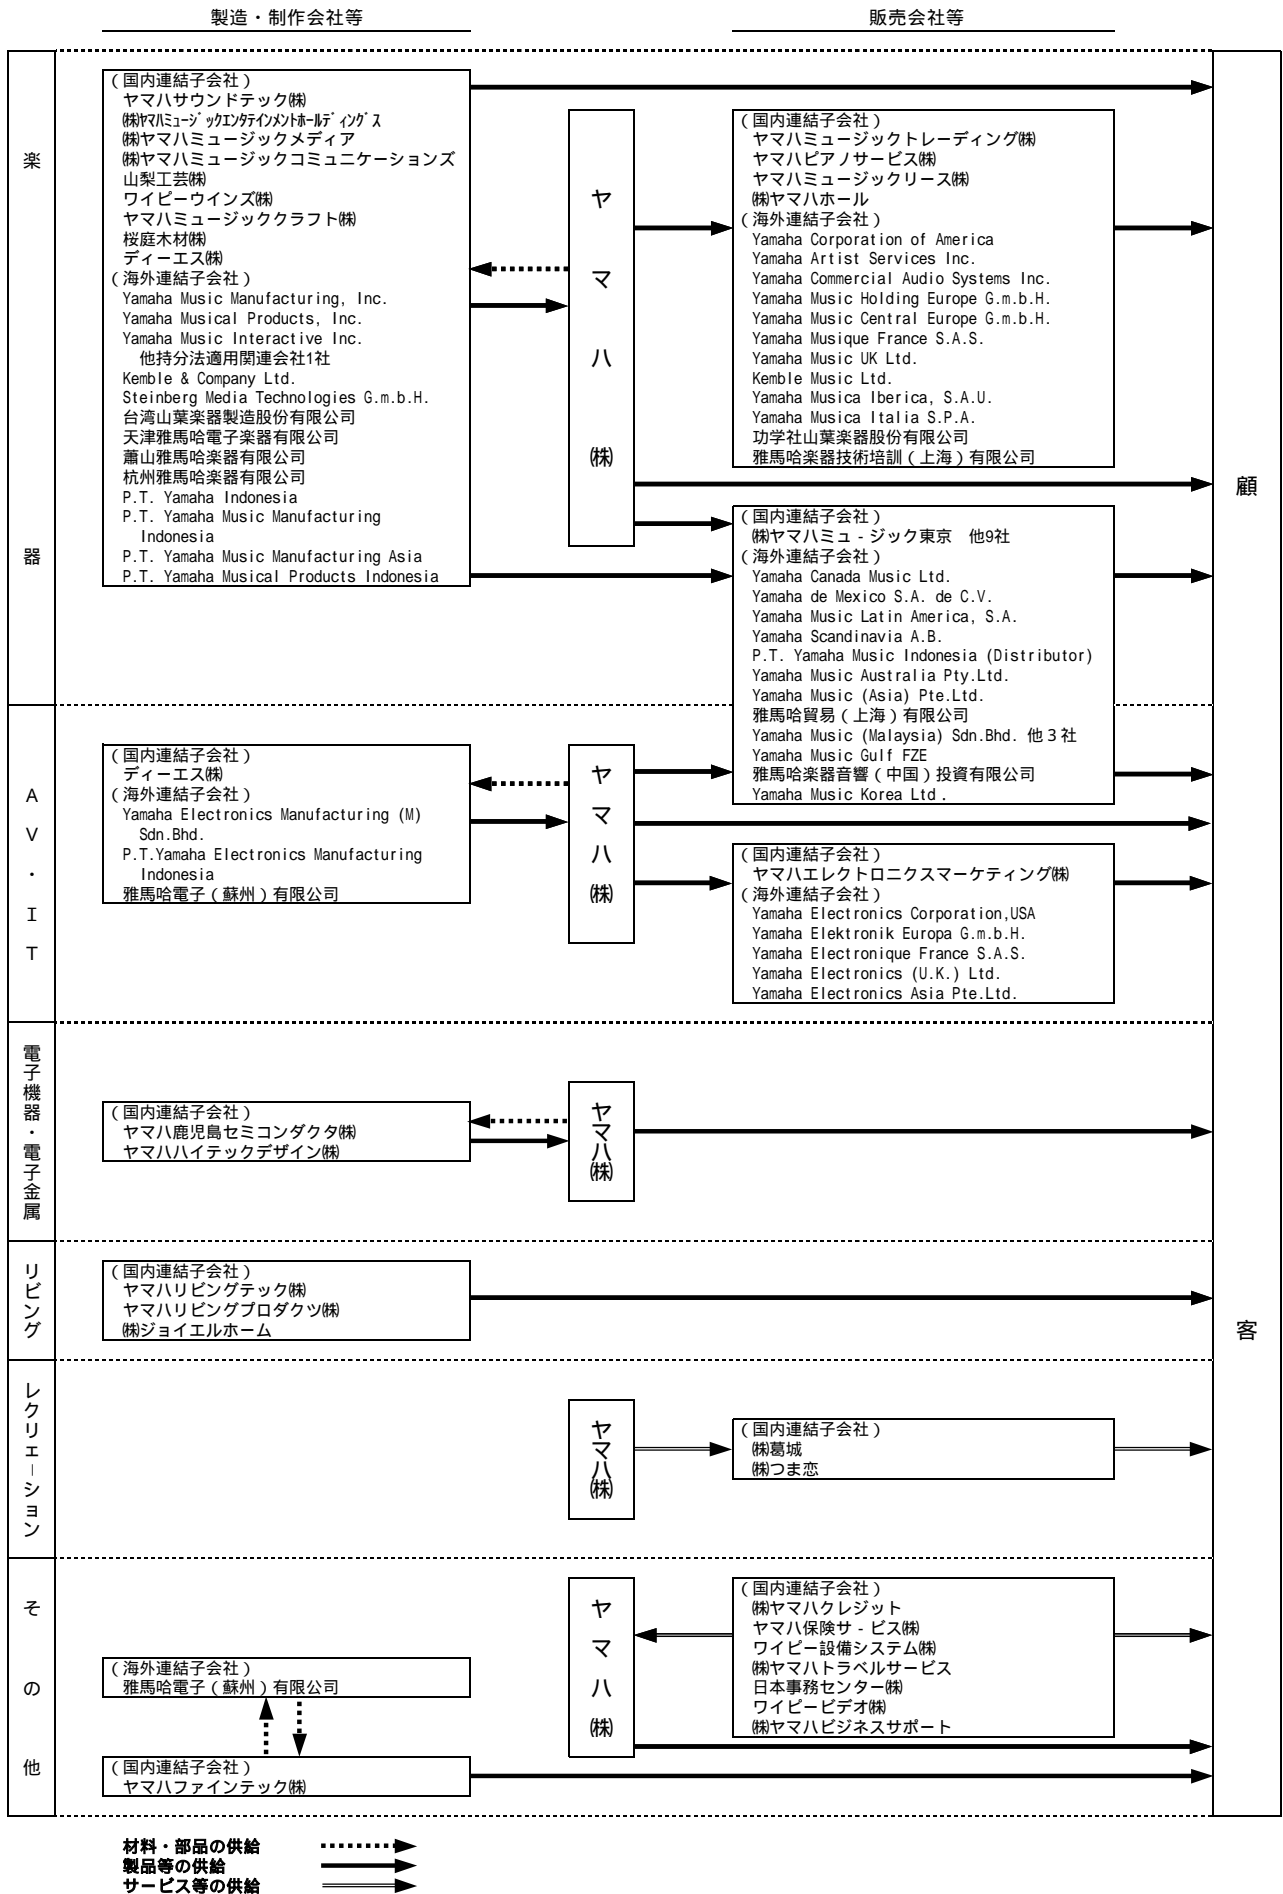 製造・制作会社等
販売会社等
楽器
(国内連結子会社)
ヤマハサウンドテック㈱
㈱ヤマハミュージックエンタテインメントホールディングス
㈱ヤマハミュージックメディア
㈱ヤマハミュージックコミュニケーションズ
山梨工芸㈱
ワイピーウインズ㈱
ヤマハミュージッククラフト㈱
桜庭木材㈱
ディーエス㈱
(海外連結子会社)
Yamaha Music Manufacturing, Inc.
Yamaha Musical Products, Inc.
Yamaha Music Interactive Inc.
他持分法適用関連会社1社
Kemble & Company Ltd.
Steinberg Media Technologies G.m.b.H.
台湾山葉楽器製造股份有限公司
天津雅馬哈電子楽器有限公司
蕭山雅馬哈楽器有限公司
杭州雅馬哈楽器有限公司
P.T. Yamaha Indonesia
P.T. Yamaha Music Manufacturing
Indonesia
P.T. Yamaha Music Manufacturing Asia
P.T. Yamaha Musical Products Indonesia
ヤマハ㈱
(国内連結子会社)
ヤマハミュージックトレーディング㈱
ヤマハピアノサービス㈱
ヤマハミュージックリース㈱
㈱ヤマハホール
(海外連結子会社)
Yamaha Corporation of America
Yamaha Artist Services Inc.
Yamaha Commercial Audio Systems Inc.
Yamaha Music Holding Europe G.m.b.H.
Yamaha Music Central Europe G.m.b.H.
Yamaha Musique France S.A.S.
Yamaha Music UK Ltd.
Kemble Music Ltd.
Yamaha Musica Iberica, S.A.U.
Yamaha Musica Italia S.P.A.
功学社山葉楽器股份有限公司
雅馬哈楽器技術培訓(上海)有限公司
(国内連結子会社)
㈱ヤマハミュ-ジック東京 他9社
(海外連結子会社)
Yamaha Canada Music Ltd.
Yamaha de Mexico S.A. de C.V.
Yamaha Music Latin America, S.A.
Yamaha Scandinavia A.B.
P.T. Yamaha Music Indonesia (Distributor)
Yamaha Music Australia Pty.Ltd.
Yamaha Music (Asia) Pte.Ltd.
雅馬哈貿易(上海)有限公司
Yamaha Music (Malaysia) Sdn.Bhd. 他3社
Yamaha Music Gulf FZE
雅馬哈楽器音響(中国)投資有限公司
Yamaha Music Korea Ltd.
顧客
AV・IT
(国内連結子会社)
ディーエス㈱
(海外連結子会社)
Yamaha Electronics Manufacturing (M)
Sdn.Bhd.
P.T.Yamaha Electronics Manufacturing
Indonesia
雅馬哈電子(蘇州)有限公司
ヤマハ㈱
(国内連結子会社)
ヤマハエレクトロニクスマーケティング㈱
(海外連結子会社)
Yamaha Electronics Corporation,USA
Yamaha Elektronik Europa G.m.b.H.
Yamaha Electronique France S.A.S.
Yamaha Electronics (U.K.) Ltd.
Yamaha Electronics Asia Pte.Ltd.
電子機器・電子金属
(国内連結子会社)
ヤマハ鹿児島セミコンダクタ㈱
ヤマハハイテックデザイン㈱
ヤマハ㈱
リビング
(国内連結子会社)
ヤマハリビングテック㈱
ヤマハリビングプロダクツ㈱
㈱ジョイエルホーム
レクリェーション
ヤマハ㈱
(国内連結子会社)
㈱葛城
㈱つま恋
その他
(海外連結子会社)
雅馬哈電子(蘇州)有限公司
(国内連結子会社)
ヤマハファインテック㈱
ヤマハ㈱
(国内連結子会社)
㈱ヤマハクレジット
ヤマハ保険サ-ビス㈱
ワイピー設備システム㈱
㈱ヤマハトラベルサービス
日本事務センター㈱
ワイピービデオ㈱
㈱ヤマハビジネスサポート
材料・部品の供給
製品等の供給
サービス等の供給